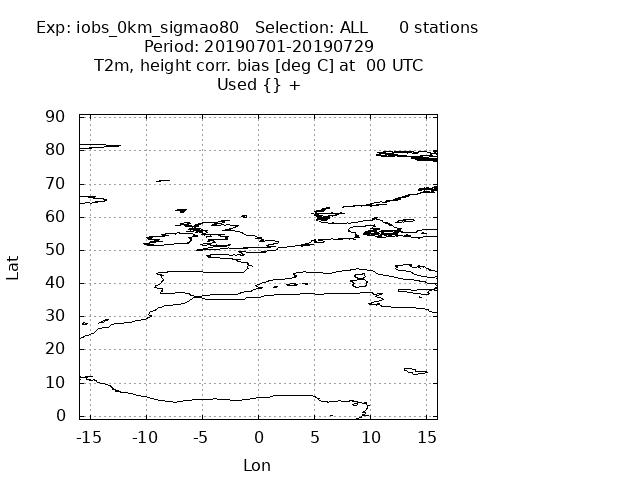 Exp: iobs_0km_sigmao80   Selection: ALL      0 stations
Period: 20190701-20190729
T2m, height corr. bias [deg C] at  00 UTC
Used {} +
90
80
70
60
50
40
30
20
10
0
Lat
-15 -10 -5 0 5 10 15
Lon